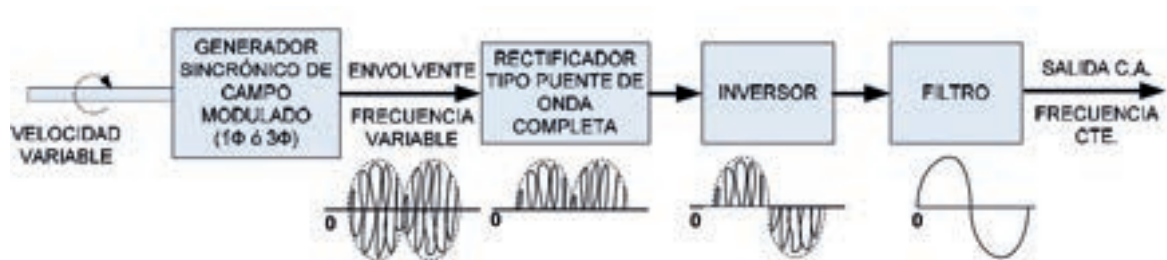 VELOCIDAD
VARIABLE
GENERADOR
SINCRÓNICO DE
CAMPO
MODULADO
(1Φ ó 3Φ)
ENVOLVENTE
FRECUENCIA
VARIABLE
0
RECTIFICADOR
TIPO PUENTE DE
ONDA
COMPLETA
0
INVERSOR
0
FILTRO
0
SALIDA C.A.
FRECUENCIA
CTE.